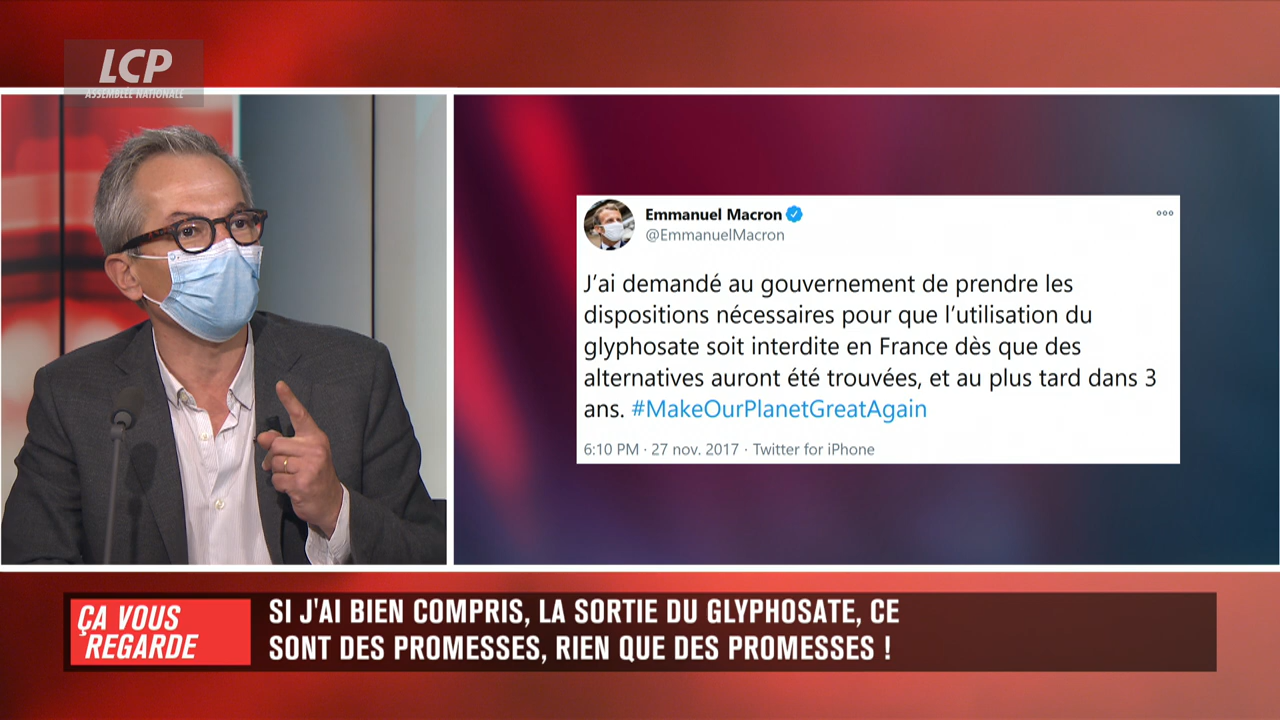 LCP
ASSEMBLÉE NATIONALE
Emmanuel Macron
@EmmanuelMacron
J'ai demandé au gouvernement de prendre les
dispositions nécessaires pour que l'utilisation du
glyphosate soit interdite en France dès que des
alternatives auront été trouvées, et au plus tard dans 3
ans. #MakeOurPlanetGreatAgain
6:10 PM · 27 nov. 2017 · Twitter for iPhone
ÇA VOUS
REGARDE
SI J'AI BIEN COMPRIS, LA SORTIE DU GLYPHOSATE, CE
SONT DES PROMESSES, RIEN QUE DES PROMESSES !